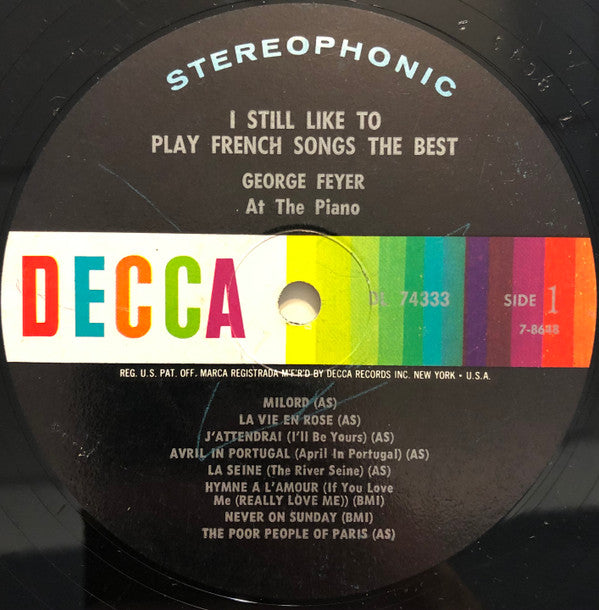 STEREOPHONIC
I STILL LIKE TO
PLAY FRENCH SONGS THE BEST
GEORGE FEYER
At The Piano
DECCA
DL 74333
SIDE 1
REG. U.S. PAT. OFF. MARCA REGISTRADA M'F'R'D BY DECCA RECORDS INC. NEW YORK • U.S.A.
MILORD (AS)
LA VIE EN ROSE (AS)
J'ATTENDRAI (I'll Be Yours) (AS)
AVRIL IN PORTUGAL (April In Portugal) (AS)
LA SEINE (The River Seine) (AS)
HYMNE A L'AMOUR (If You Love
Me (REALLY LOVE ME)) (BMI)
NEVER ON SUNDAY (BMI)
THE POOR PEOPLE OF PARIS (AS)